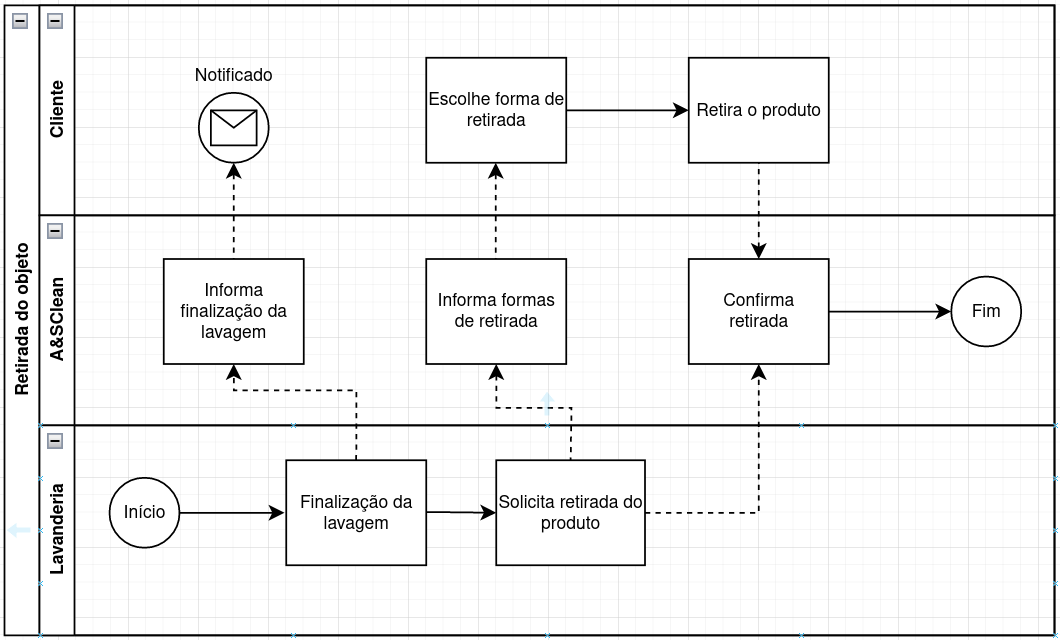 Retirada do objeto
Cliente
Notificado
Escolhe forma de
retirada
Retira o produto
A&SClean
Informa
finalização da
lavagem
Informa formas
de retirada
Confirma
retirada
Fim
Lavanderia
Início
Finalização da
lavagem
Solicita retirada do
produto